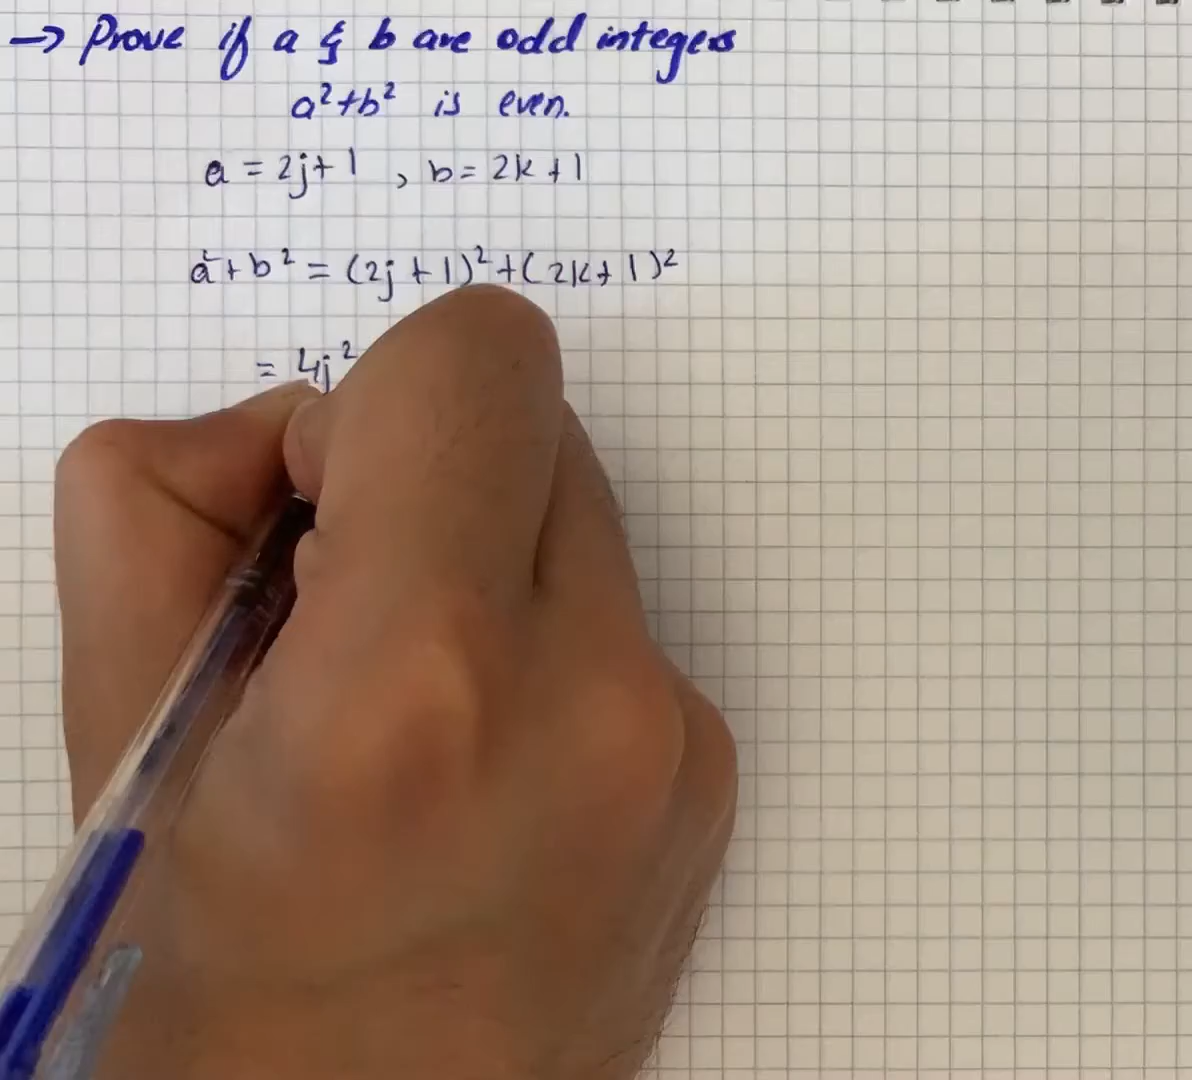 → Prove if a & b are odd integers
a²+b² is even.
a = 2j+1 , b = 2k+1
a²+b² = (2j+1)²+(2k+1)²
= 4j²